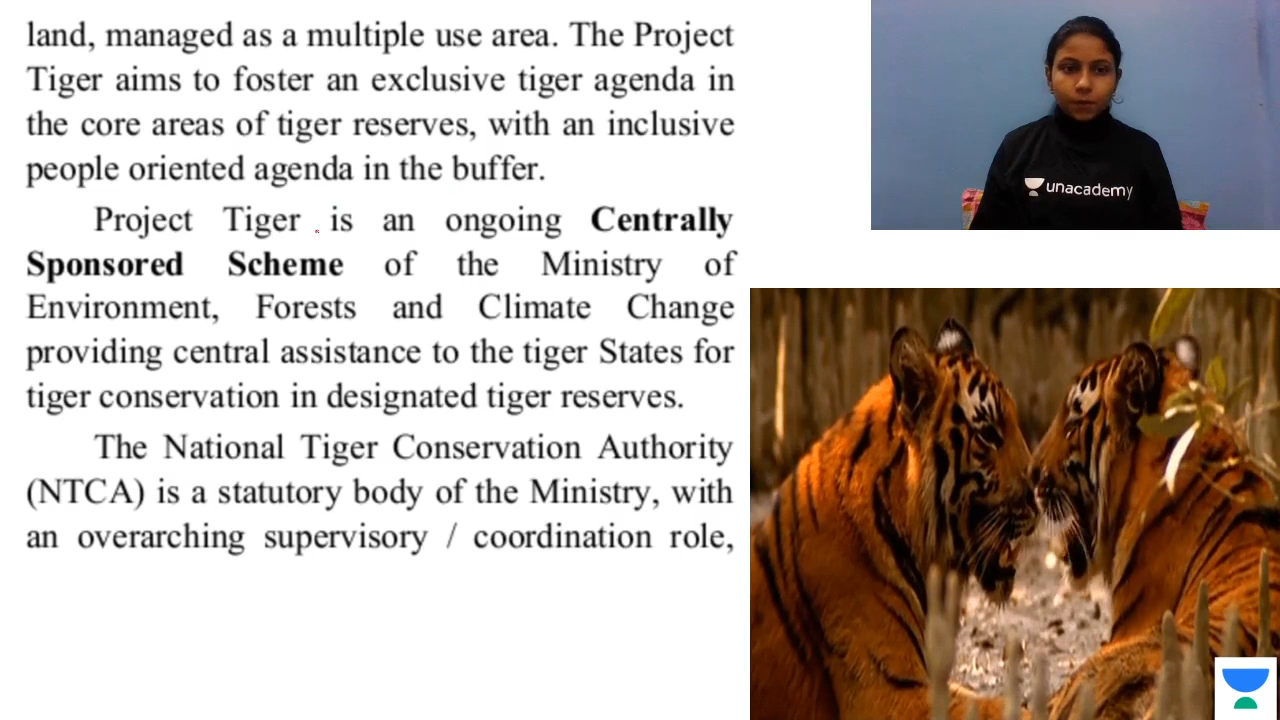 land, managed as a multiple use area. The Project
Tiger aims to foster an exclusive tiger agenda in
the core areas of tiger reserves, with an inclusive
people oriented agenda in the buffer.
Project Tiger is an ongoing Centrally
Sponsored Scheme of the Ministry of
Environment, Forests and Climate Change
providing central assistance to the tiger States for
tiger conservation in designated tiger reserves.
The National Tiger Conservation Authority
(NTCA) is a statutory body of the Ministry, with
an overarching supervisory / coordination role,
unacademy